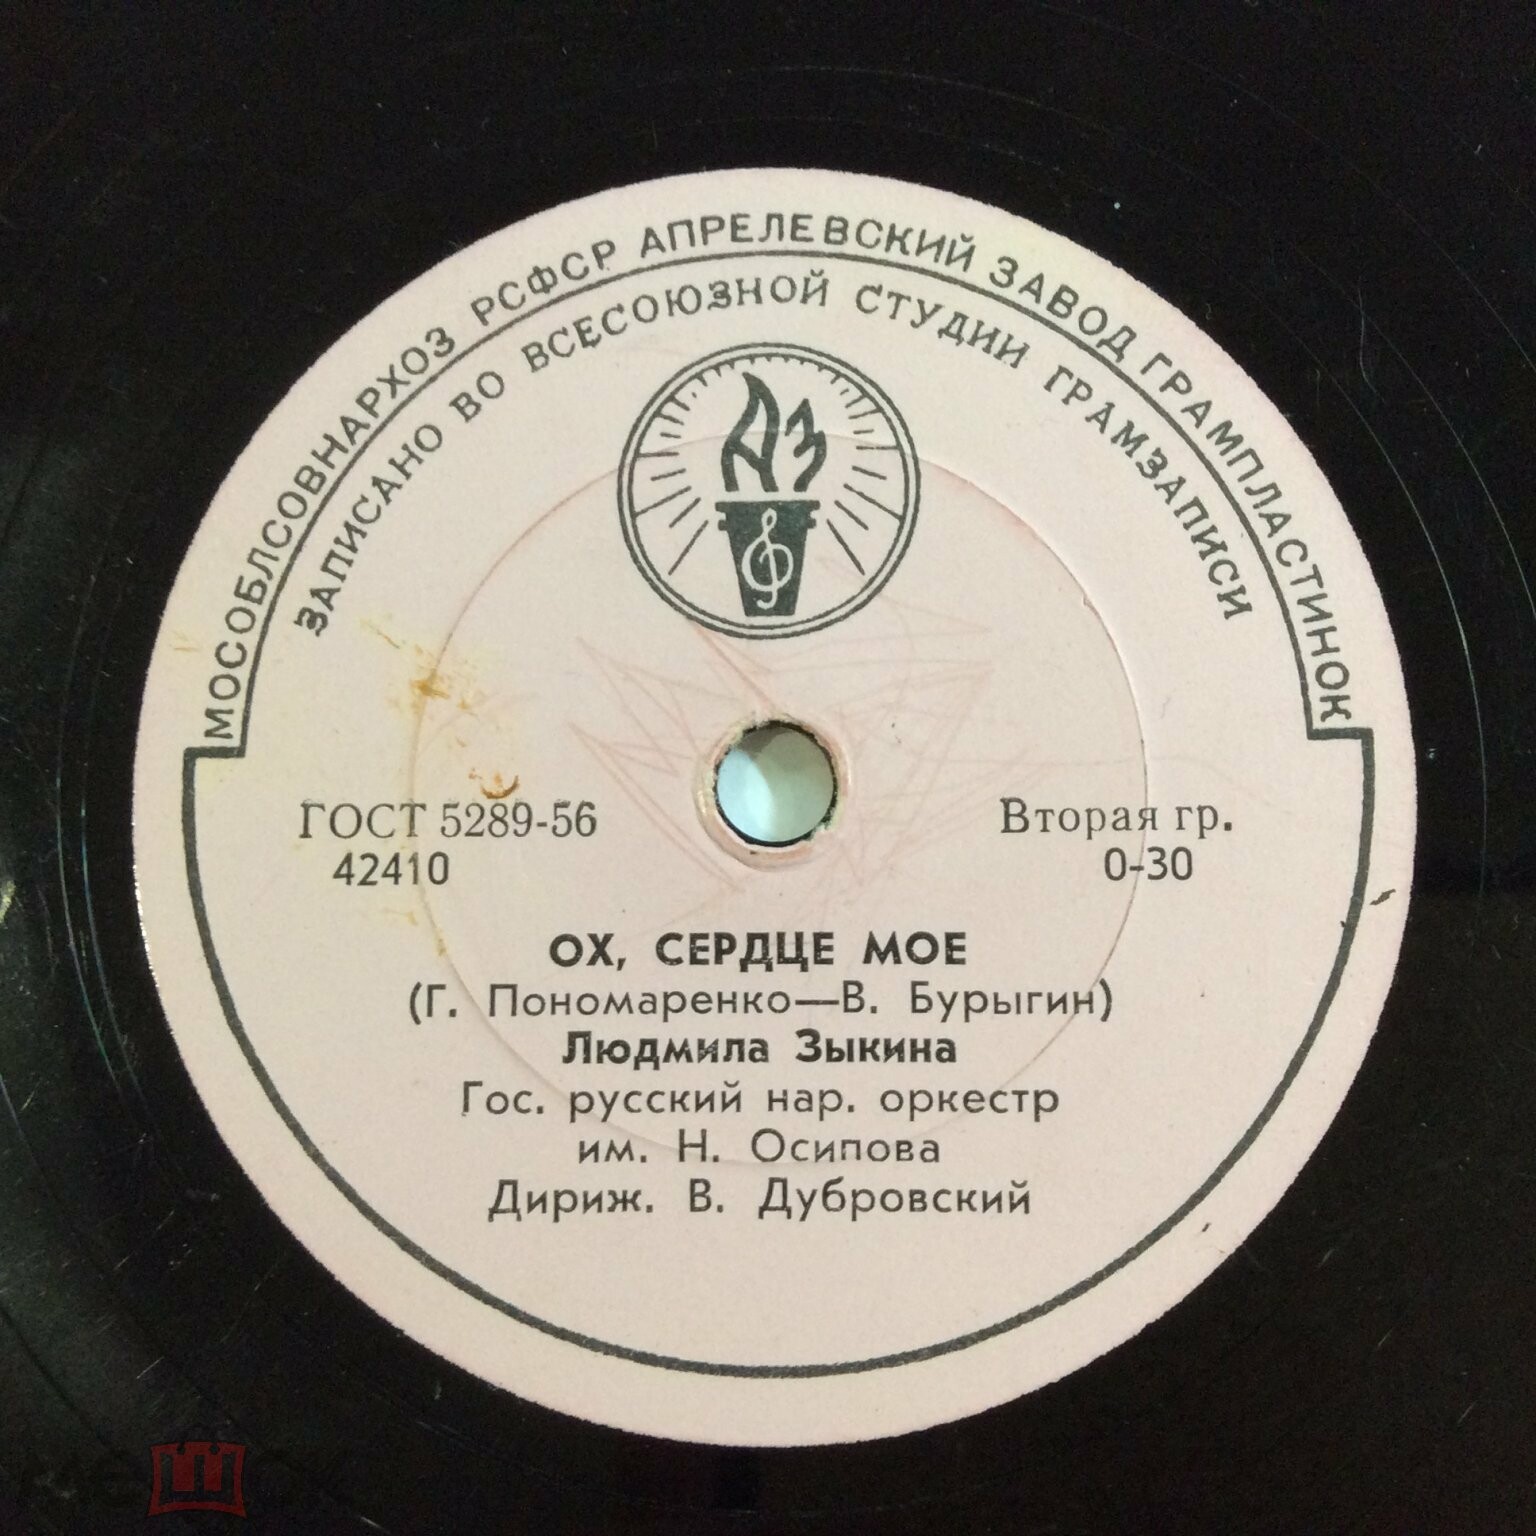 МОСОБЛСОВНАРХОЗ РСФСР АПРЕЛЕВСКИЙ ЗАВОД ГРАМПЛАСТИНОК
ЗАПИСАНО ВО ВСЕСОЮЗНОЙ СТУДИИ ГРАМЗАПИСИ
АЗ
ГОСТ 5289-56
Вторая гр.
42410
0-30
ОХ, СЕРДЦЕ МОЕ
(Г. Пономаренко—В. Бурыгин)
Людмила Зыкина
Гос. русский нар. оркестр
им. Н. Осипова
Дириж. В. Дубровский